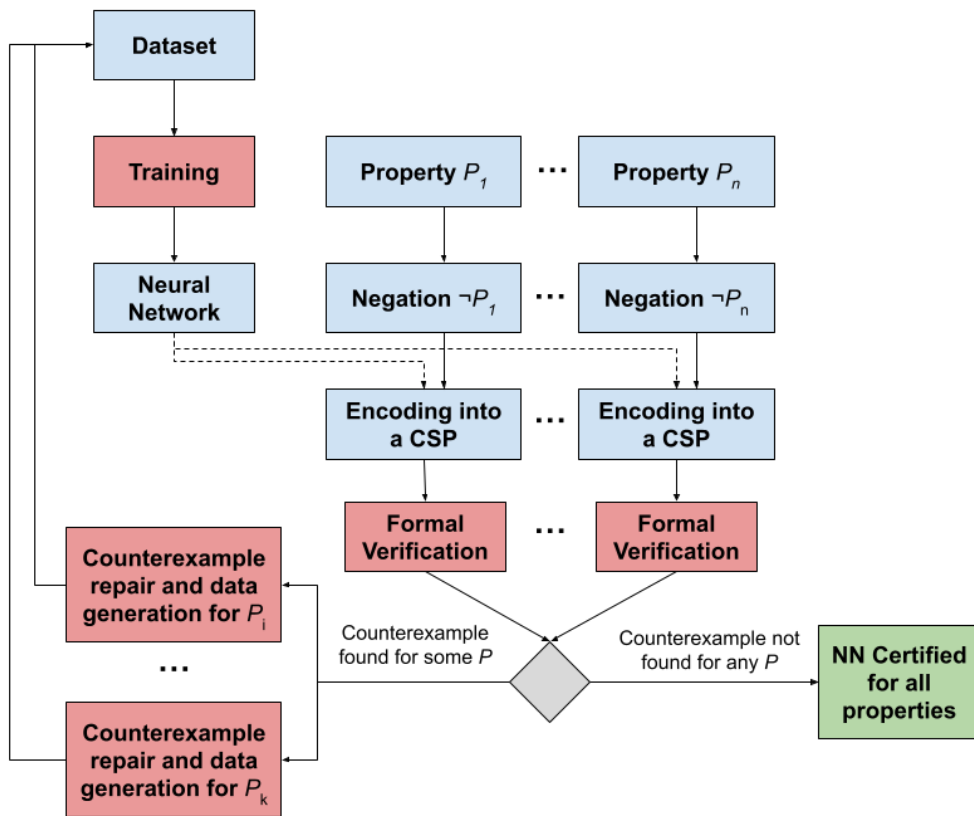 Dataset
Training
Property P1
...
Property Pn
Neural
Network
Negation ¬P1
...
Negation ¬Pn
Encoding into
a CSP
...
Encoding into
a CSP
Formal
Verification
...
Formal
Verification
Counterexample
repair and data
generation for Pi
...
Counterexample
repair and data
generation for Pk
Counterexample
found for some P
Counterexample not
found for any P
NN Certified
for all
properties